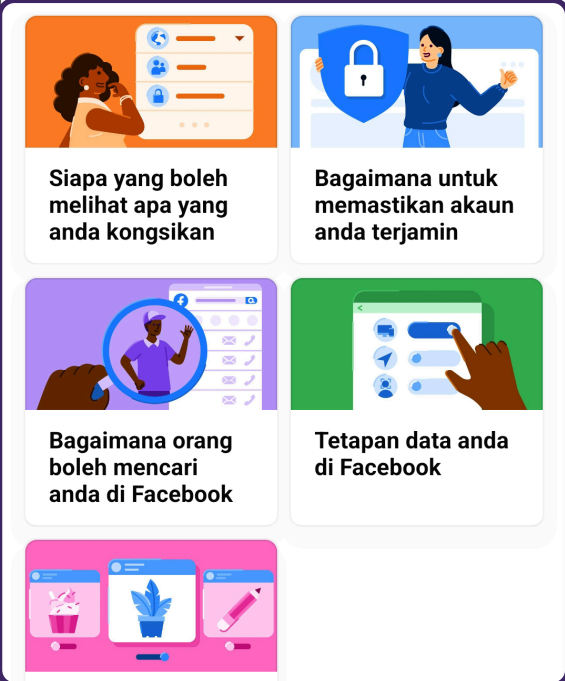 Siapa yang boleh
melihat apa yang
anda kongsikan
Bagaimana untuk
memastikan akaun
anda terjamin
Bagaimana orang
boleh mencari
anda di Facebook
Tetapan data anda
di Facebook